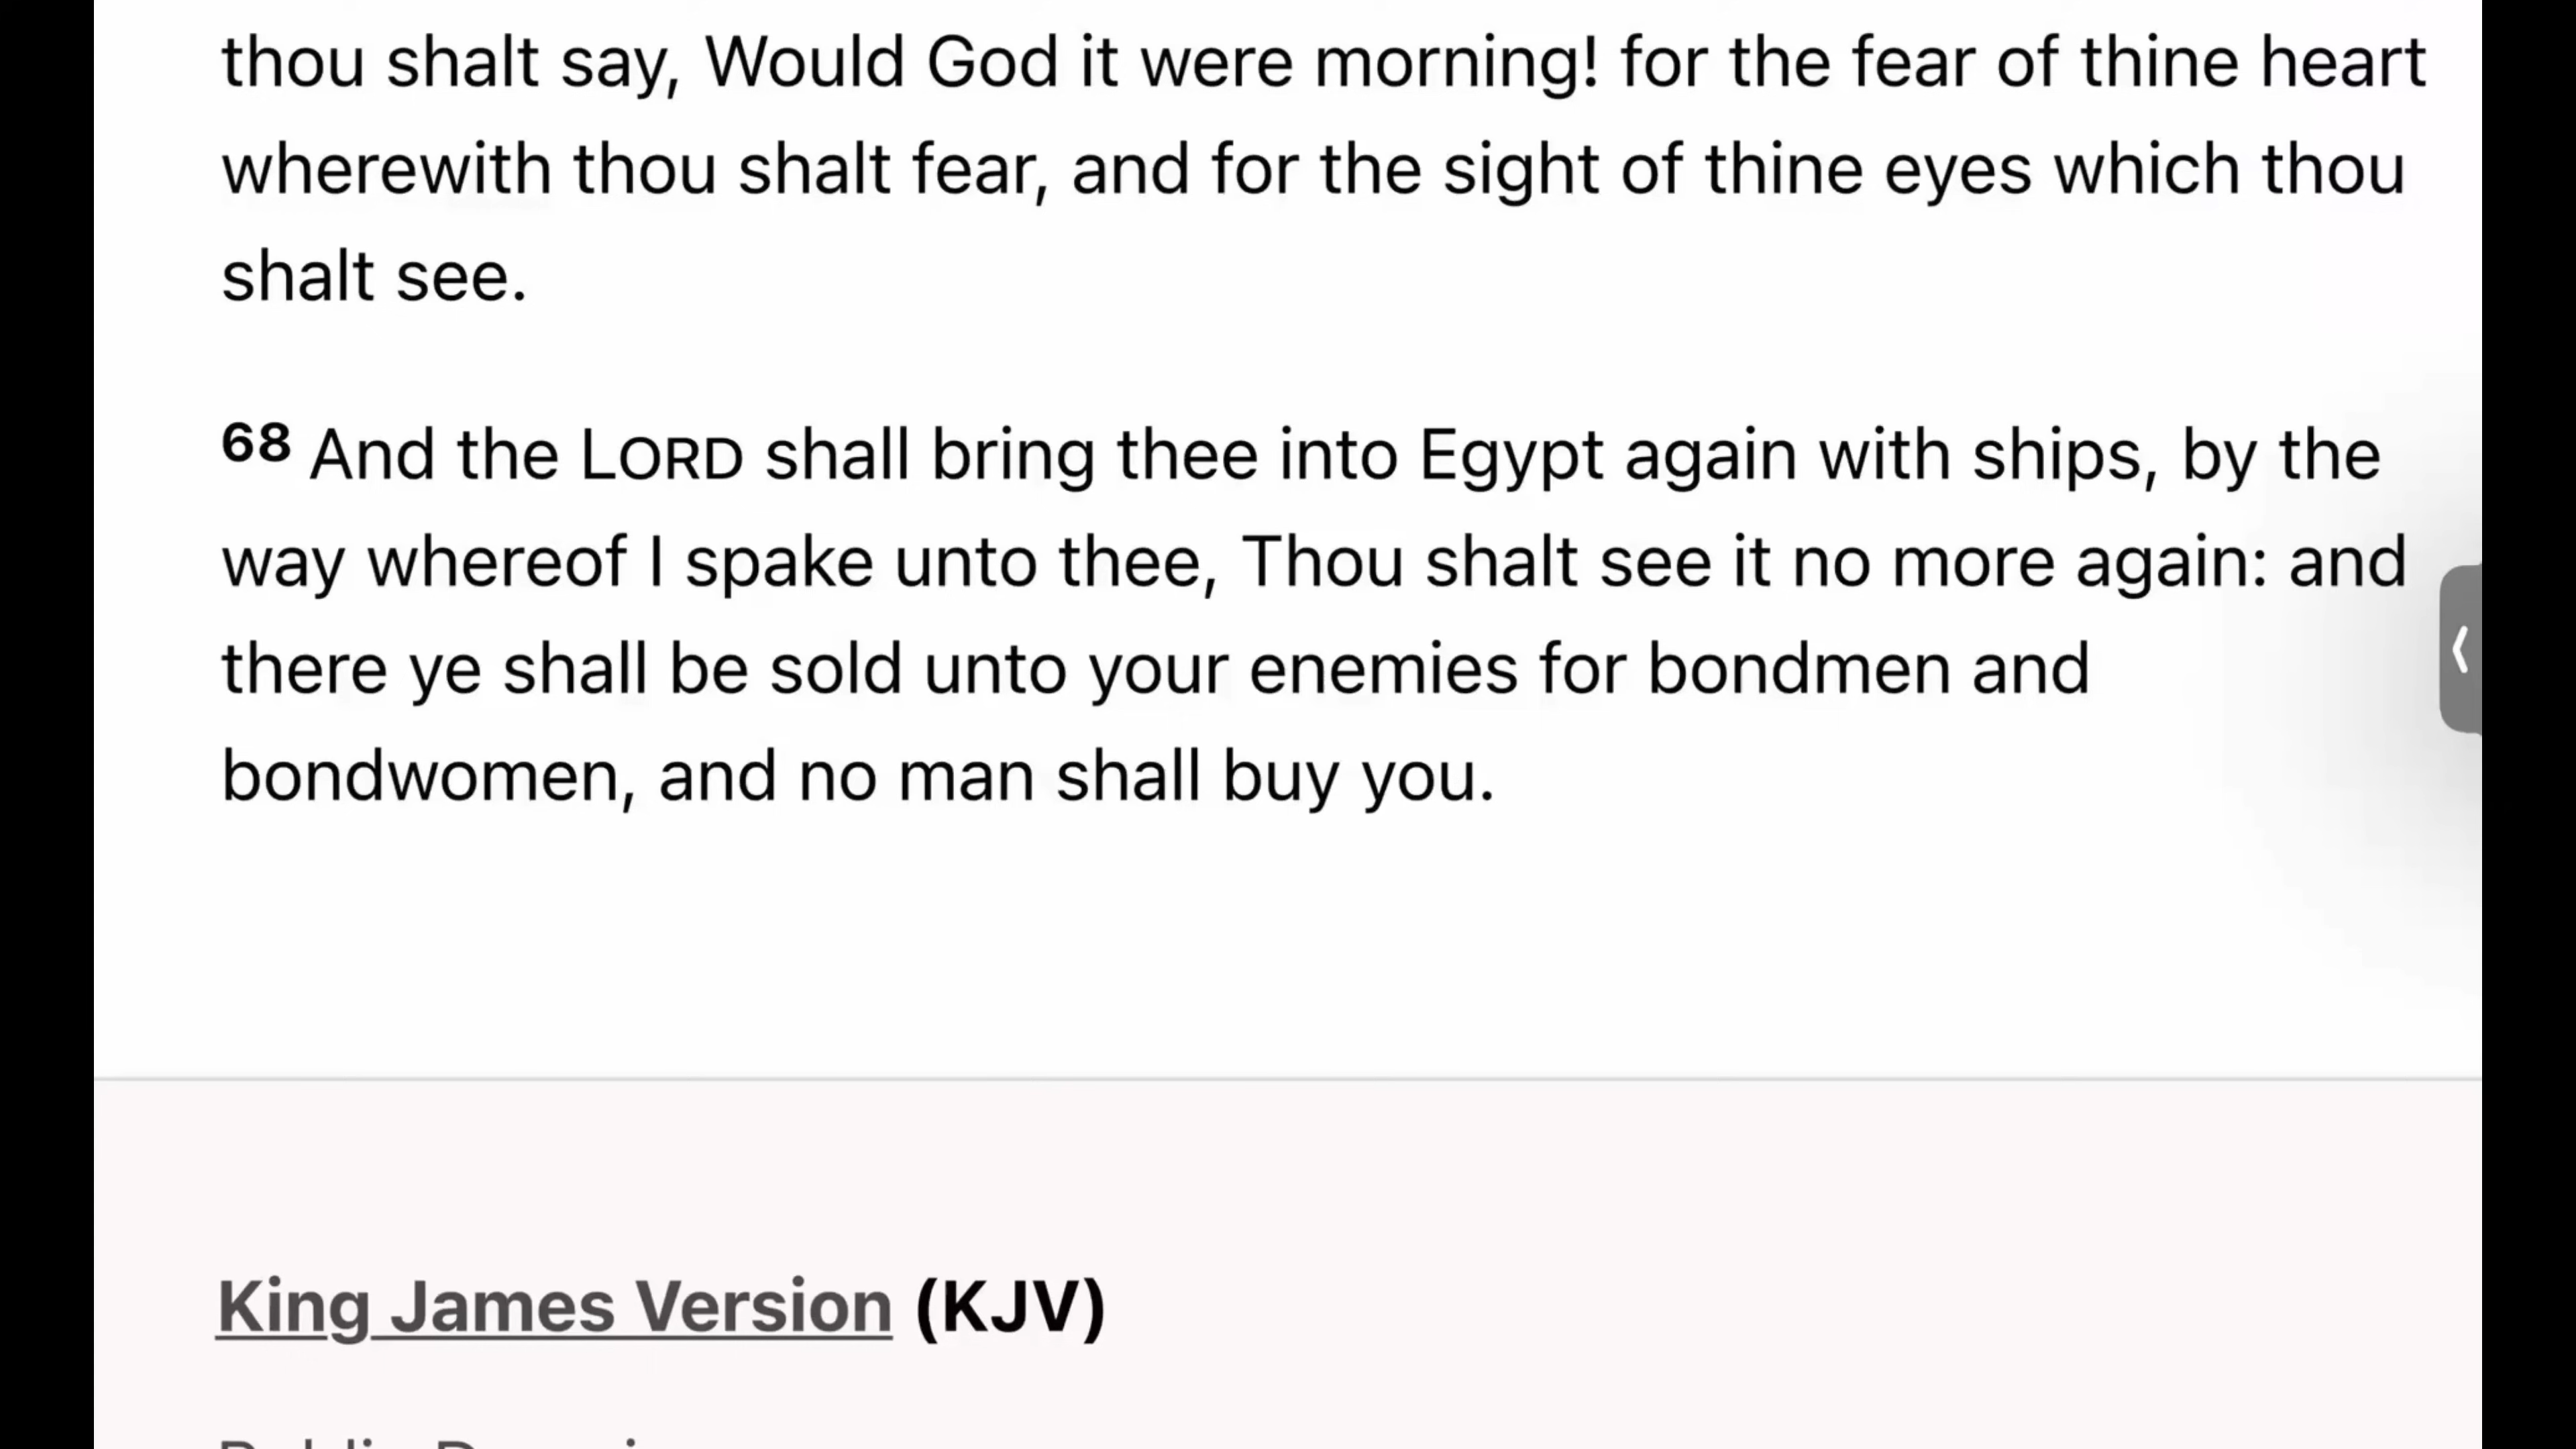 thou shalt say, Would God it were morning! for the fear of thine heart
wherewith thou shalt fear, and for the sight of thine eyes which thou
shalt see.
68 And the LORD shall bring thee into Egypt again with ships, by the
way whereof I spake unto thee, Thou shalt see it no more again: and
there ye shall be sold unto your enemies for bondmen and
bondwomen, and no man shall buy you.
King James Version (KJV)